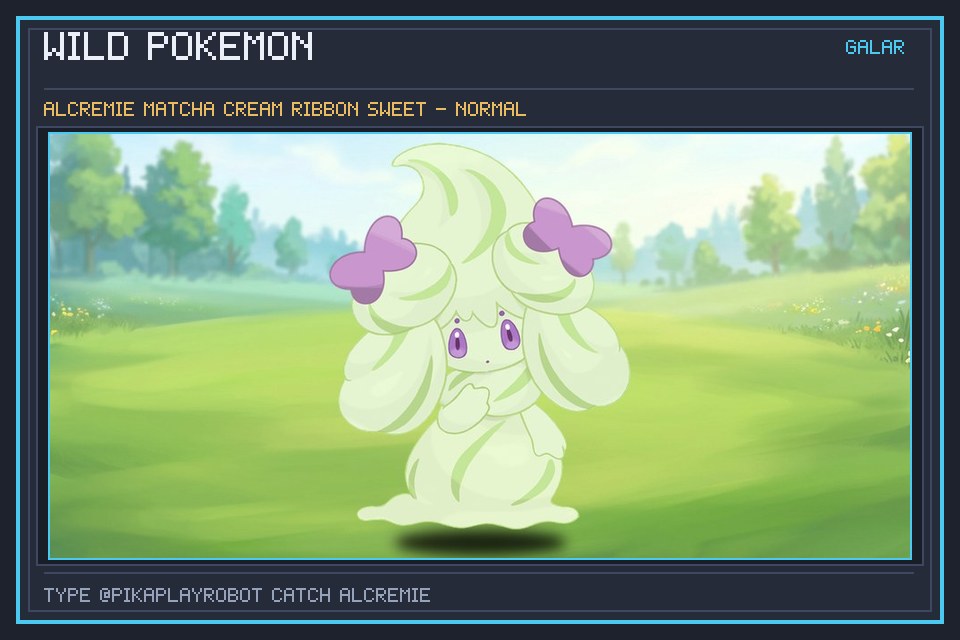 WILD POKEMON
GALAR
ALCREMIE MATCHA CREAM RIBBON SWEET - NORMAL
TYPE @PIKAPLAYROBOT CATCH ALCREMIE